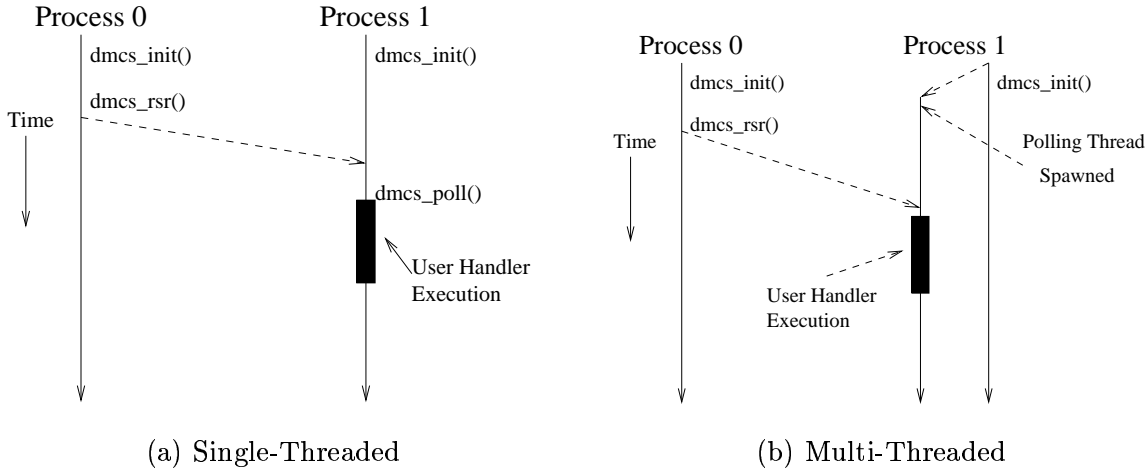 Process 0
Process 1
dmcs_init()
dmcs_init()
dmcs_rsr()
Time
dmcs_poll()
User Handler
Execution
(a) Single-Threaded
Process 0
Process 1
dmcs_init()
dmcs_init()
dmcs_rsr()
Time
Polling Thread
Spawned
User Handler
Execution
(b) Multi-Threaded